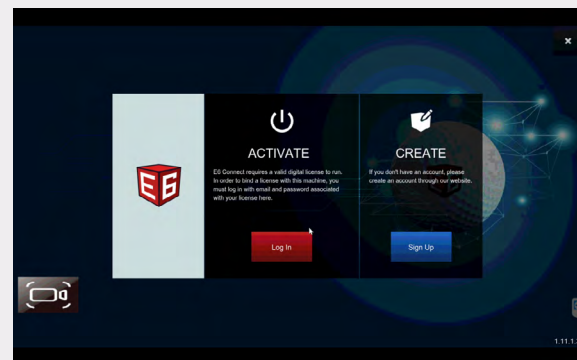 E6
ACTIVATE
E6 Connect requires a valid digital license to run.
In order to bind a license with this machine, you
must log in with email and password associated
with your license here.
Log In
CREATE
If you don't have an account, please
create an account through our website.
Sign Up